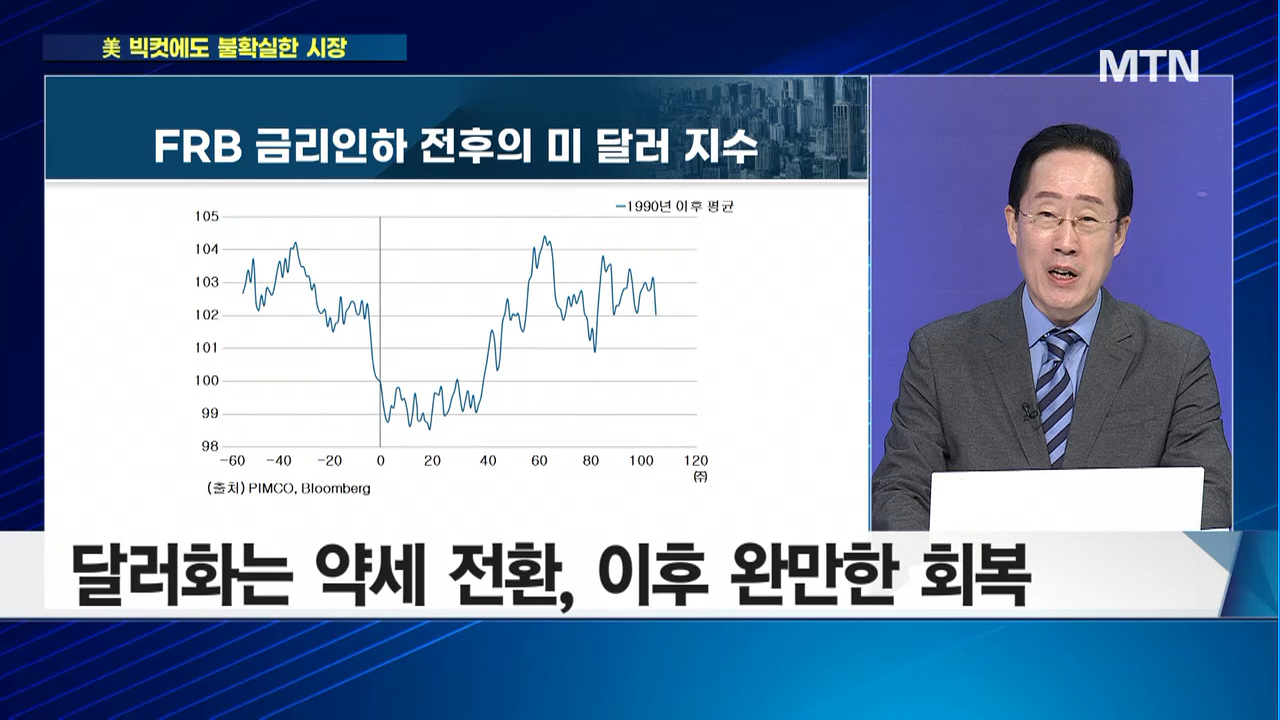 美 빅컷에도 불확실한 시장
MTN
FRB 금리인하 전후의 미 달러 지수
1990년 이후 평균
105
104
103
102
101
100
99
98
-60 -40 -20 0 20 40 60 80 100 120
(주)
(출처) PIMCO, Bloomberg
달러화는 약세 전환, 이후 완만한 회복